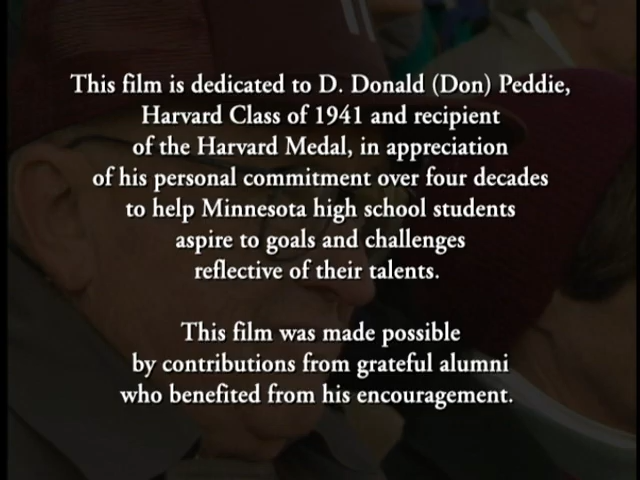 This film is dedicated to D. Donald (Don) Peddie,
Harvard Class of 1941 and recipient
of the Harvard Medal, in appreciation
of his personal commitment over four decades
to help Minnesota high school students
aspire to goals and challenges
reflective of their talents.
This film was made possible
by contributions from grateful alumni
who benefited from his encouragement.